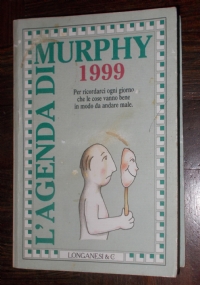 L'AGENDA DI
MURPHY
1999
Per ricordarci ogni giorno
che le cose vanno bene
in modo da andare male.
LONGANESI & C.